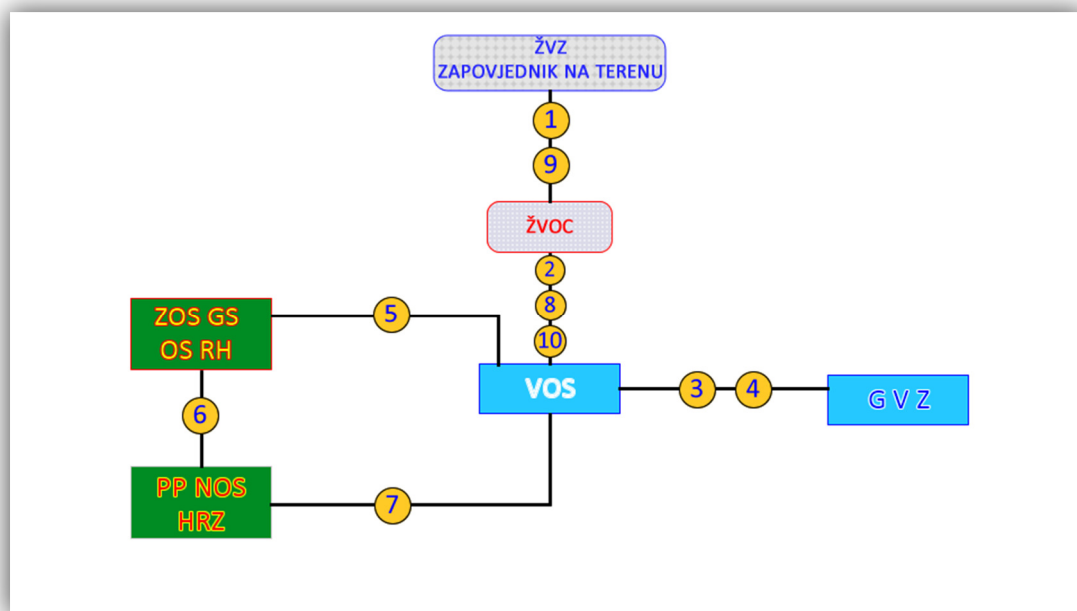 ŽVZ
ZAPOVJEDNIK NA TERENU
1
9
ŽVOC
2
8
10
ZOS GS
OS RH
5
VOS
3
4
G V Z
6
PP NOS
HRZ
7